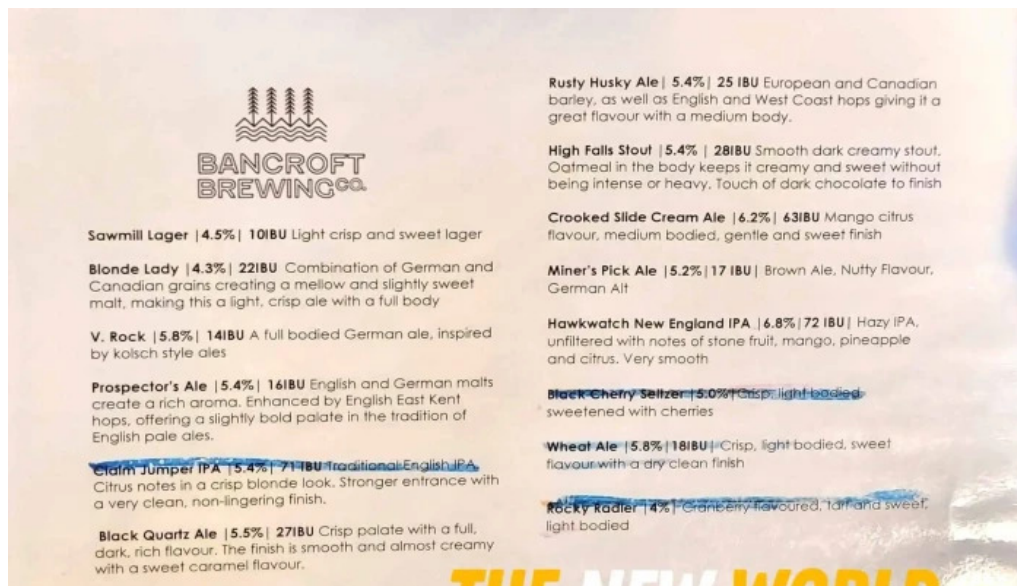 BANCROFT
BREWING CO.
Sawmill Lager |4.5%| 10IBU Light crisp and sweet lager
Blonde Lady |4.3%| 22IBU Combination of German and
Canadian grains creating a mellow and slightly sweet
malt, making this a light, crisp ale with a full body
V. Rock |5.8%| 14IBU A full bodied German ale, inspired
by kolsch style ales
Prospector's Ale |5.4%| 16IBU English and German malts
create a rich aroma. Enhanced by English East Kent
hops, offering a slightly bold palate in the tradition of
English pale ales.
Claim Jumper IPA |5.4%| 71 IBU Traditional English IPA.
Citrus notes in a crisp blonde look. Stronger entrance with
a very clean, non-lingering finish.
Black Quartz Ale |5.5%| 27IBU Crisp palate with a full,
dark, rich flavour. The finish is smooth and almost creamy
with a sweet caramel flavour.
Rusty Husky Ale| 5.4%| 25 IBU European and Canadian
barley, as well as English and West Coast hops giving it a
great flavour with a medium body.
High Falls Stout |5.4% | 28IBU Smooth dark creamy stout.
Oatmeal in the body keeps it creamy and sweet without
being intense or heavy. Touch of dark chocolate to finish
Crooked Slide Cream Ale |6.2%| 63IBU Mango citrus
flavour, medium bodied, gentle and sweet finish
Miner's Pick Ale |5.2%|17 IBU| Brown Ale, Nutty Flavour,
German Alt
Hawkwatch New England IPA |6.8%|72 IBU| Hazy IPA,
unfiltered with notes of stone fruit, mango, pineapple
and citrus. Very smooth
Black Cherry Seltzer |5.0%|Crisp, light bodied,
sweetened with cherries
Wheat Ale |5.8%|18IBU| Crisp, light bodied, sweet
flavour with a dry clean finish
Rocky Radler |4%| Cranberry flavoured, tart and sweet,
light bodied
THE NEW WORLD